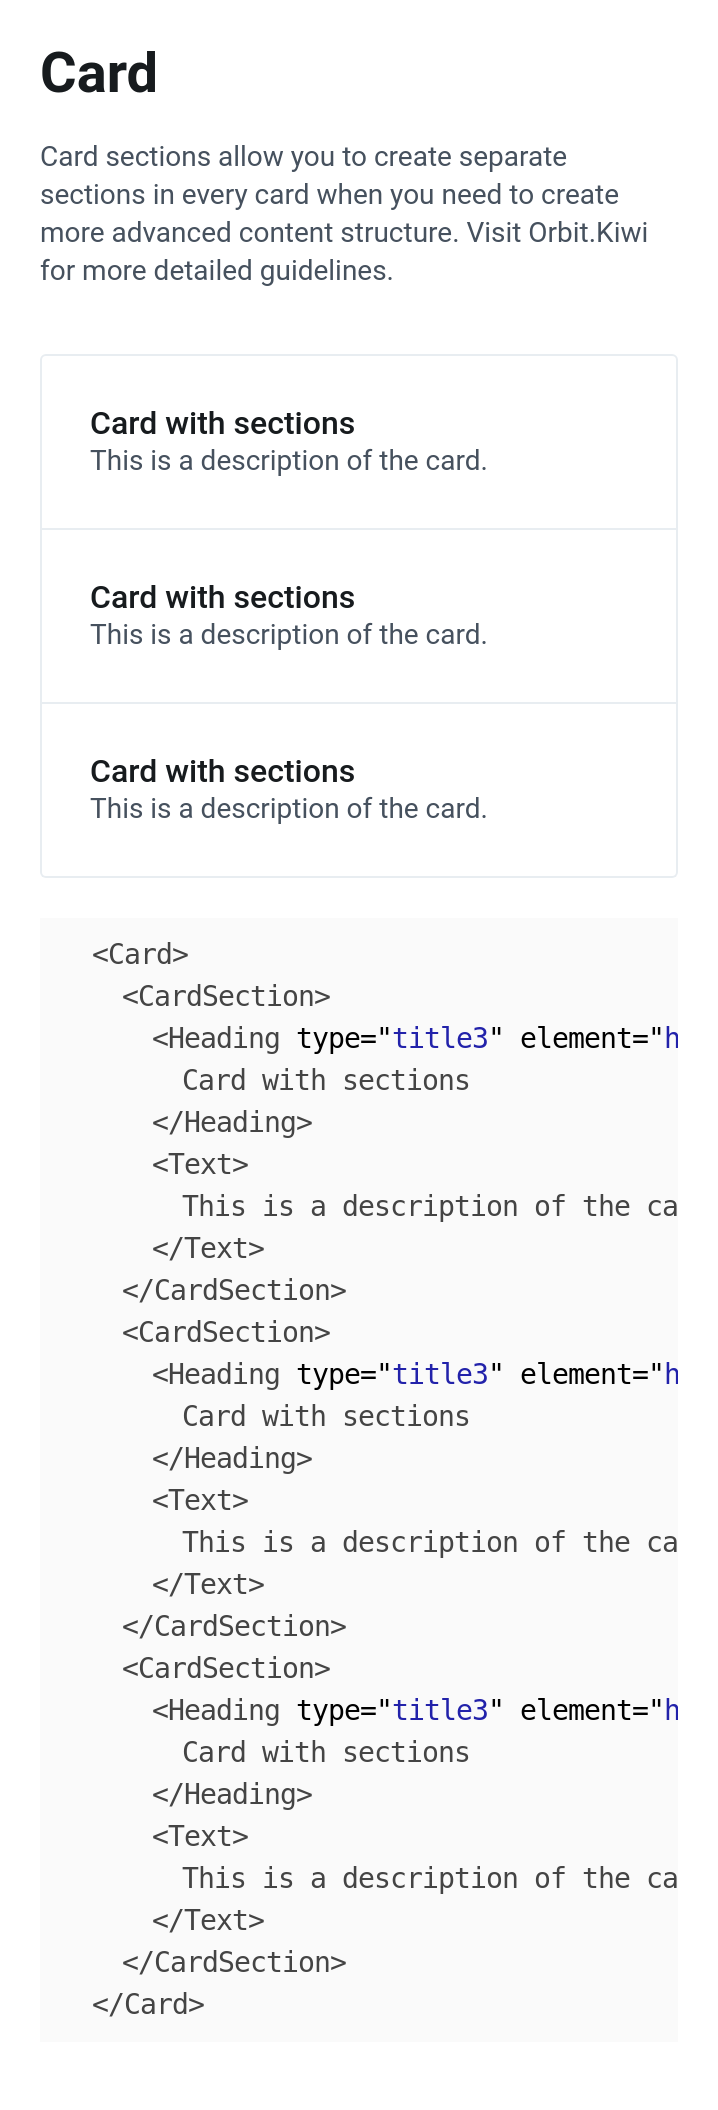 Card
Card sections allow you to create separate
sections in every card when you need to create
more advanced content structure. Visit Orbit.Kiwi
for more detailed guidelines.
Card with sections
This is a description of the card.
Card with sections
This is a description of the card.
Card with sections
This is a description of the card.
<Card>
<CardSection>
<Heading type="title3" element="h
Card with sections
</Heading>
<Text>
This is a description of the ca
</Text>
</CardSection>
<CardSection>
<Heading type="title3" element="h
Card with sections
</Heading>
<Text>
This is a description of the ca
</Text>
</CardSection>
<CardSection>
<Heading type="title3" element="h
Card with sections
</Heading>
<Text>
This is a description of the ca
</Text>
</CardSection>
</Card>